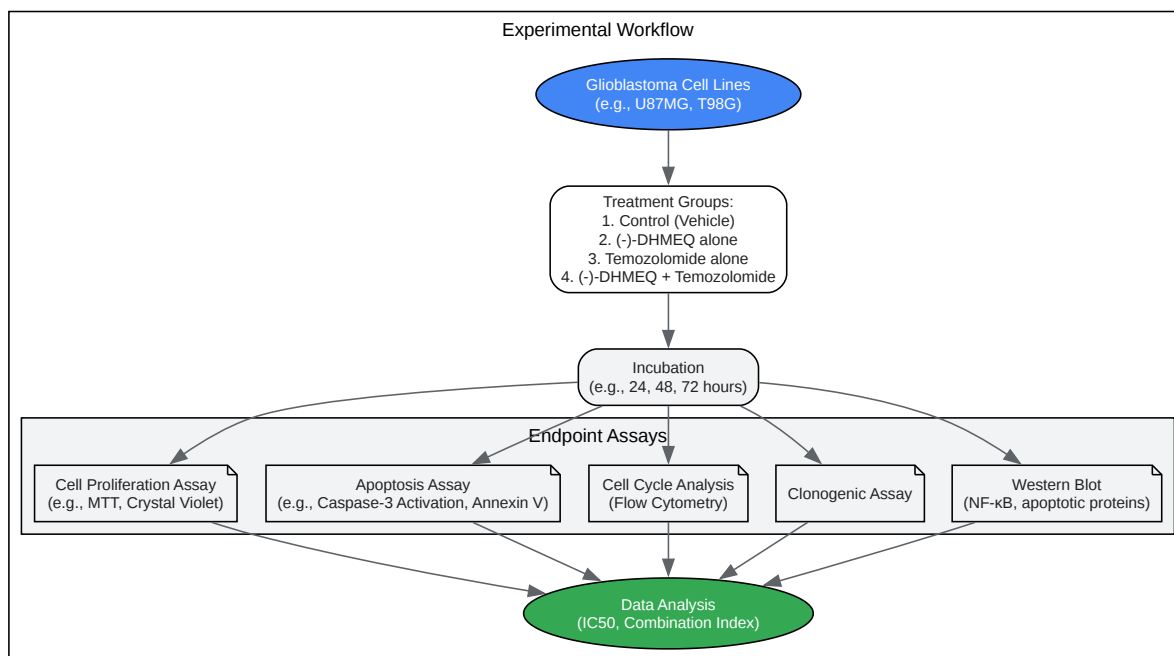 Experimental Workflow
Glioblastoma Cell Lines
(e.g., U87MG, T98G)
Treatment Groups:
1. Control (Vehicle)
2. (-)-DHMEQ alone
3. Temozolomide alone
4. (-)-DHMEQ + Temozolomide
Incubation
(e.g., 24, 48, 72 hours)
Endpoint Assays
Cell Proliferation Assay
(e.g., MTT, Crystal Violet)
Apoptosis Assay
(e.g., Caspase-3 Activation, Annexin V)
Cell Cycle Analysis
(Flow Cytometry)
Clonogenic Assay
Western Blot
(NF-κB, apoptotic proteins)
Data Analysis
(IC50, Combination Index)